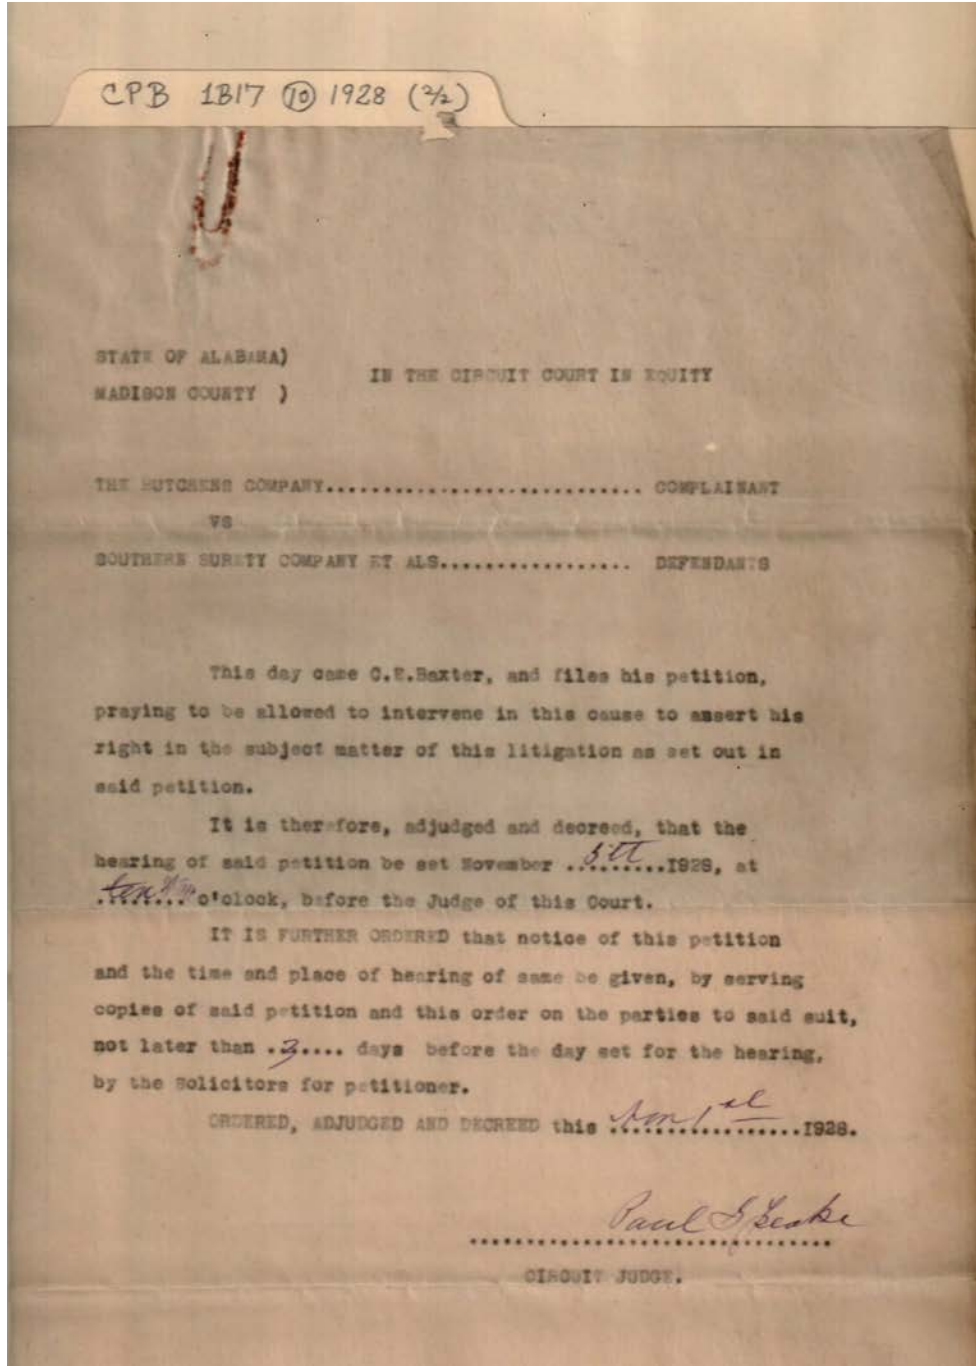 CPB 1B17 ⑩ 1928 (2/2)
STATE OF ALABAMA)
IN THE CIRCUIT COURT IN EQUITY
MADISON COUNTY )
THE HUTCHENS COMPANY............................. COMPLAINANT
VS
SOUTHERN SURETY COMPANY ET ALS................. DEFENDANTS
This day came C.E.Baxter, and files his petition,
praying to be allowed to intervene in this cause to assert his
right in the subject matter of this litigation as set out in
said petition.
It is therefore, adjudged and decreed, that the
hearing of said petition be set November ..5th.......1928, at
ten o'clock, before the Judge of this Court.
IT IS FURTHER ORDERED that notice of this petition
and the time and place of hearing of same be given, by serving
copies of said petition and this order on the parties to said suit,
not later than .2.... days before the day set for the hearing,
by the Solicitors for petitioner.
ORDERED, ADJUDGED AND DECREED this Nov 1st 1928.
Paul Speake
CIRCUIT JUDGE.